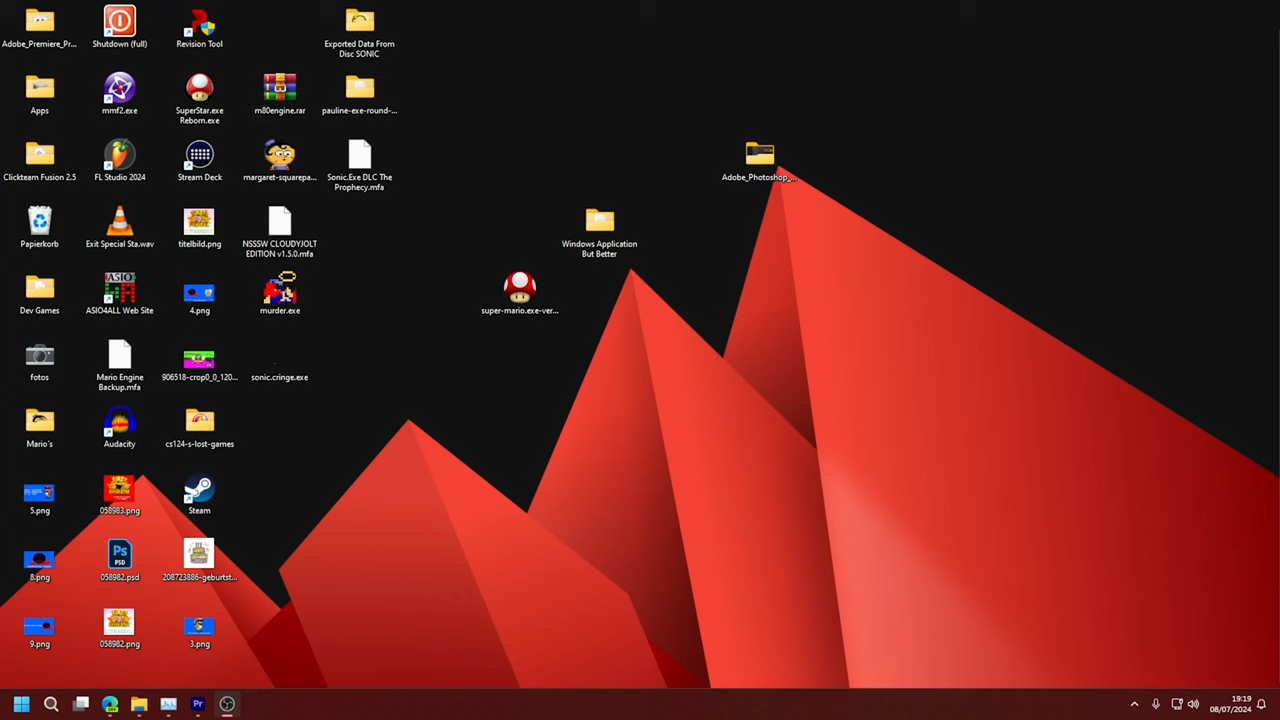 Adobe_Premiere_Pr...
Shutdown (full)
Revision Tool
Exported Data From
Disc SONIC
Apps
mmf2.exe
SuperStar.exe
Reborn.exe
m80engine.rar
pauline-exe-round-...
Clickteam Fusion 2.5
FL Studio 2024
Stream Deck
margaret-squarepa...
Sonic.Exe DLC The
Prophecy.mfa
Adobe_Photoshop_...
Papierkorb
Exit Special Sta.wav
titelbild.png
NSSSW CLOUDYJOLT
EDITION v1.5.0.mfa
Windows Application
But Better
Dev Games
ASIO
ASIO4ALL Web Site
4.png
murder.exe
super-mario.exe-ver...
fotos
Mario Engine
Backup.mfa
906518-crop0_0_120...
sonic.cringe.exe
Mario´s
Audacity
cs124-s-lost-games
5.png
058983.png
Steam
Ps
PSD
8.png
058982.psd
208723886-geburtst...
9.png
058982.png
3.png
Pr
19:19
08/07/2024